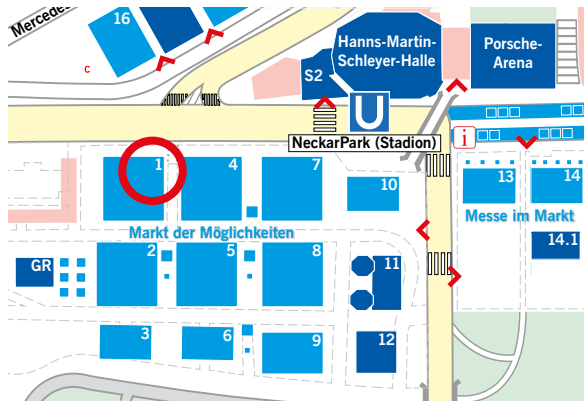 Mercedes
16
c
S2
Hanns-Martin-
Schleyer-Halle
Porsche-
Arena
U
NeckarPark (Stadion)
i
1
4
7
10
13
14
Markt der Möglichkeiten
Messe im Markt
14.1
2
5
8
GR
11
3
6
9
12